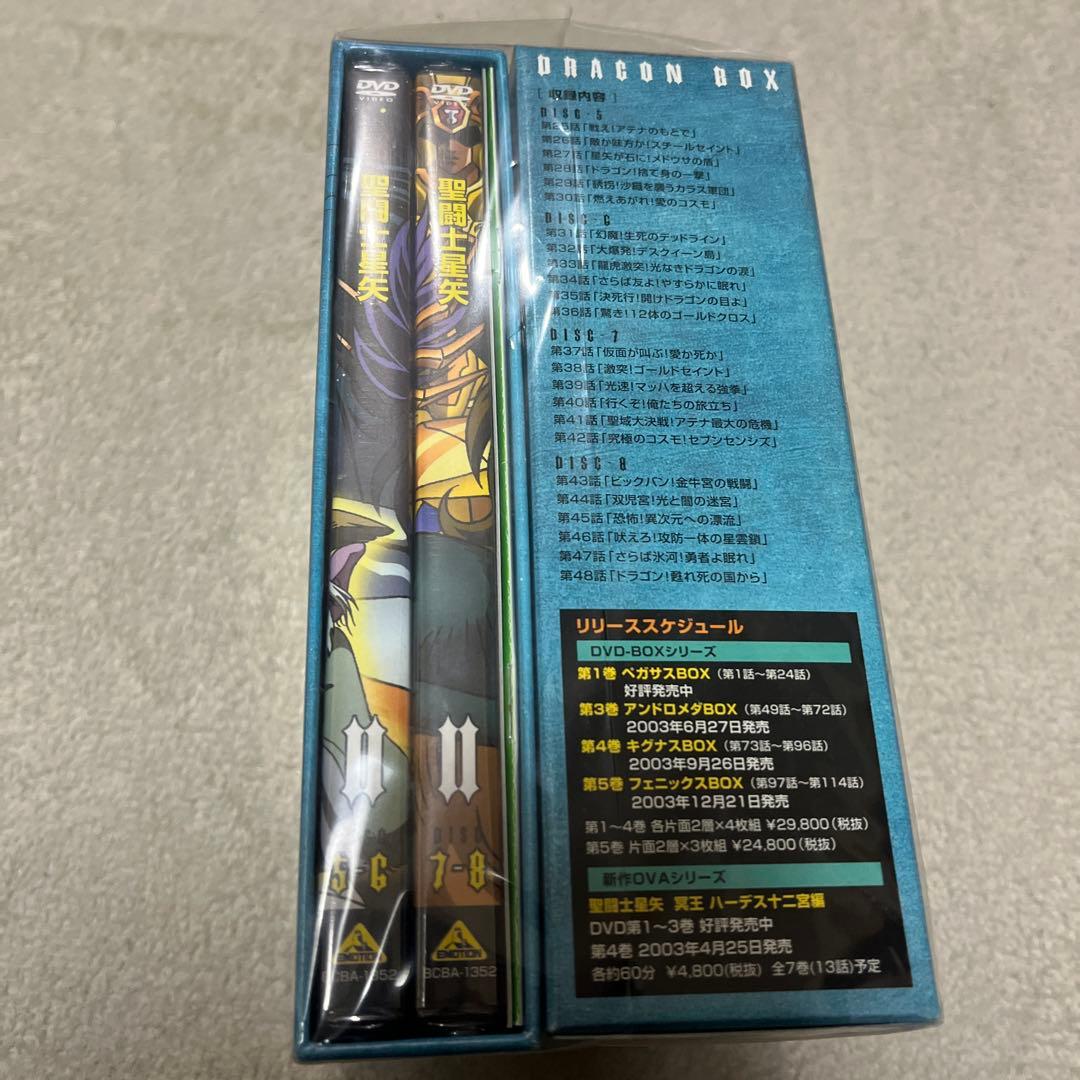 DVD
VIDEO
聖闘士星矢
II
DISC
5-6
BCBA-1352
DVD
VIDEO
聖闘士星矢
II
DISC
7-8
BCBA-1352
DRAGON BOX
[ 収録内容 ]
DISC-5
第25話「戦え!アテナのもとで」
第26話「敵か味方か!スチールセイント」
第27話「星矢が石に!メドウサの盾」
第28話「ドラゴン!捨て身の一撃」
第29話「誘拐!沙織を襲うカラス軍団」
第30話「燃えあがれ!愛のコスモ」
DISC-6
第31話「幻魔!生死のデッドライン」
第32話「大爆発!デスクイーン島」
第33話「龍虎激突!光なきドラゴンの涙」
第34話「さらば友よ!やすらかに眠れ」
第35話「決死行!開けドラゴンの目よ」
第36話「驚き!12体のゴールドクロス」
DISC-7
第37話「仮面が叫ぶ!愛か死か」
第38話「激突!ゴールドセイント」
第39話「光速!マッハを超える強拳」
第40話「行くぞ!俺たちの旅立ち」
第41話「聖域大決戦!アテナ最大の危機」
第42話「究極のコスモ!セブンセンシズ」
DISC-8
第43話「ビックバン!金牛宮の戦闘」
第44話「双児宮!光と闇の迷宮」
第45話「恐怖!異次元への漂流」
第46話「吠えろ!攻防一体の星雲鎖」
第47話「さらば氷河!勇者よ眠れ」
第48話「ドラゴン!甦れ死の国から」
リリーススケジュール
DVD-BOXシリーズ
第1巻 ペガサスBOX（第1話～第24話）
好評発売中
第3巻 アンドロメダBOX（第49話～第72話）
2003年6月27日発売
第4巻 キグナスBOX（第73話～第96話）
2003年9月26日発売
第5巻 フェニックスBOX（第97話～第114話）
2003年12月21日発売
第1～4巻 各片面2層×4枚組 ¥29,800(税抜)
第5巻 片面2層×3枚組 ¥24,800(税抜)
新作OVAシリーズ
聖闘士星矢 冥王 ハーデス十二宮編
DVD第1～3巻 好評発売中
第4巻 2003年4月25日発売
各約60分 ¥4,800(税抜) 全7巻(13話)予定